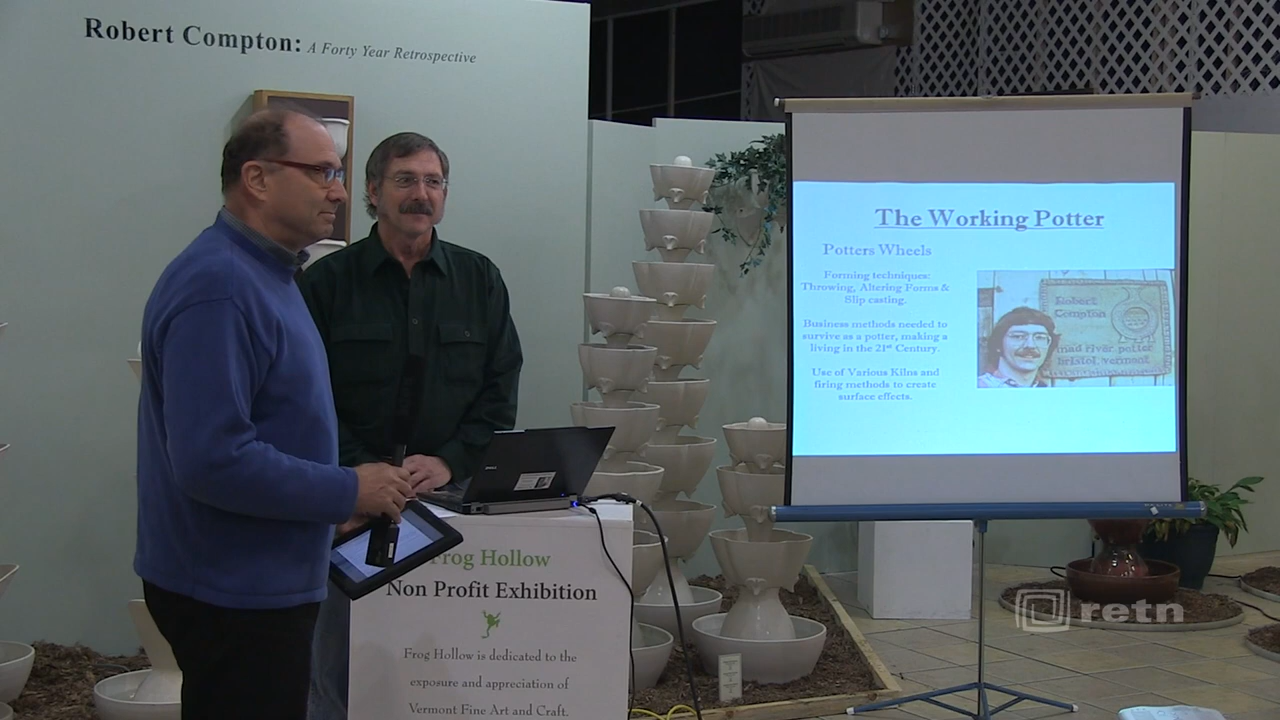 Robert Compton: A Forty Year Retrospective
The Working Potter
Potters Wheels
Forming techniques:
Throwing, Altering Forms &
Slip casting.
Business methods needed to
survive as a potter, making a
living in the 21st Century.
Use of Various Kilns and
firing methods to create
surface effects.
Robert
Compton
mad river pottery
bristol, vermont
Frog Hollow
Non Profit Exhibition
Frog Hollow is dedicated to the
exposure and appreciation of
Vermont Fine Art and Craft.
retn